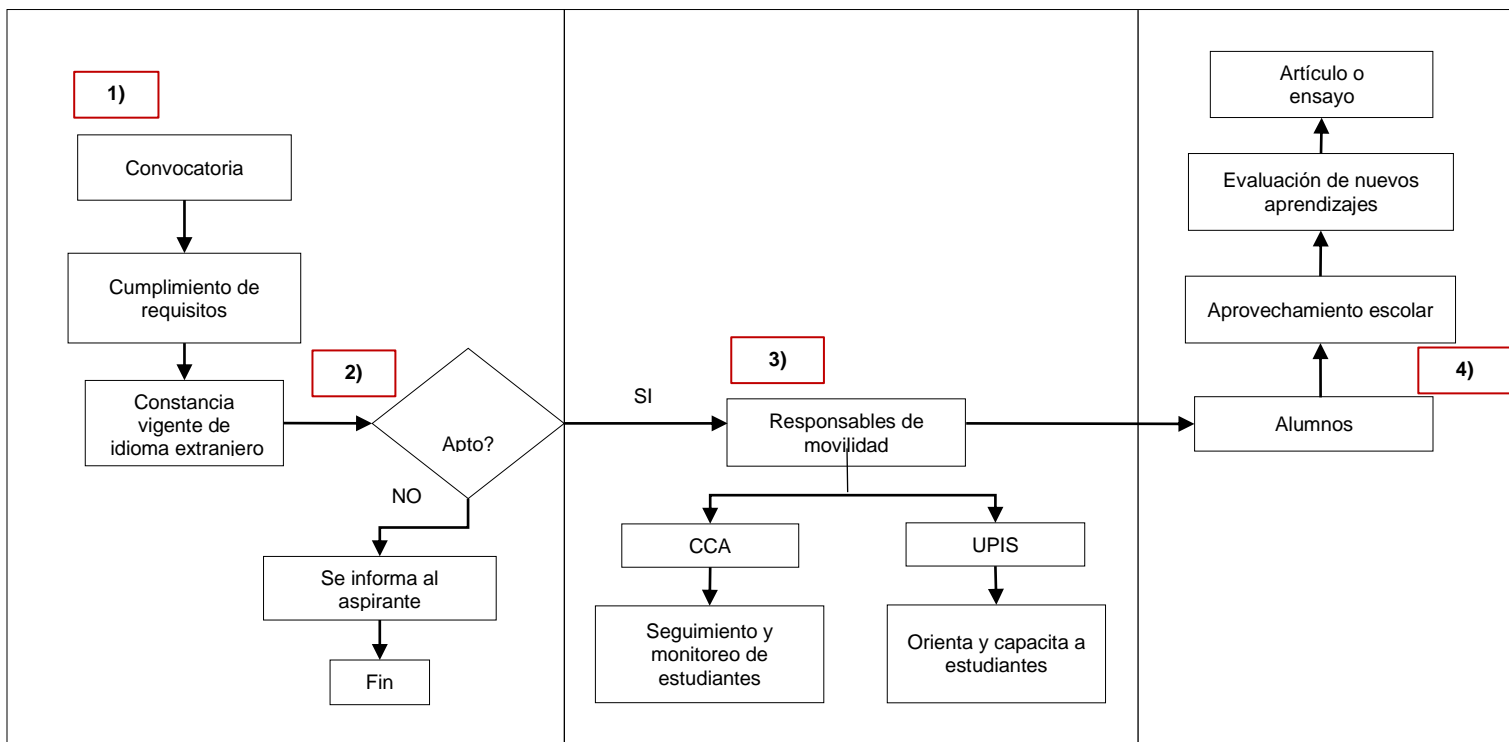 1)
Convocatoria
Cumplimiento de
requisitos
Constancia
vigente de
idioma extranjero
2)
Apto?
NO
Se informa al
aspirante
Fin
SI
3)
Responsables de
movilidad
CCA
Seguimiento y
monitoreo de
estudiantes
UPIS
Orienta y capacita a
estudiantes
4)
Alumnos
Aprovechamiento escolar
Evaluación de nuevos
aprendizajes
Artículo o
ensayo